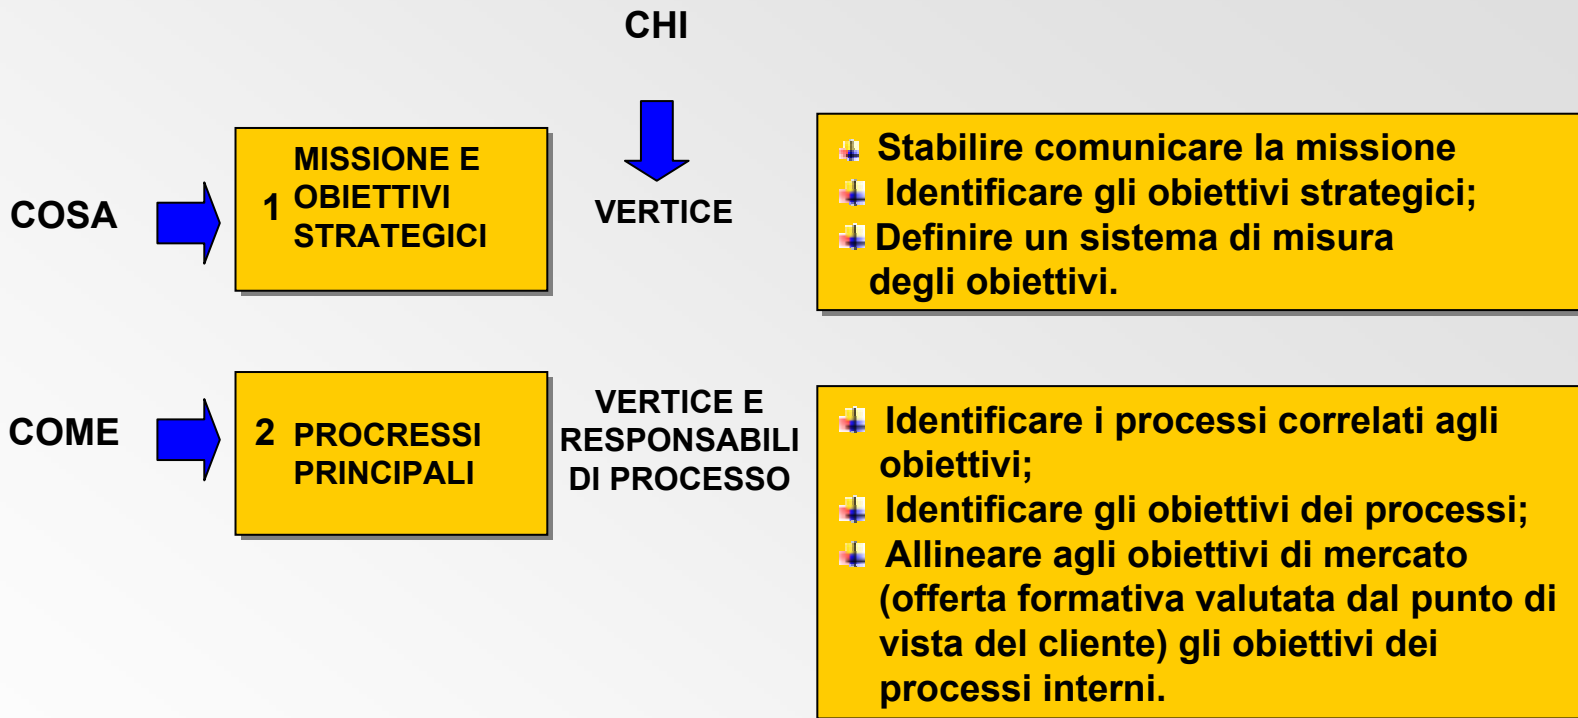 CHI
COSA
1
MISSIONE E
OBIETTIVI
STRATEGICI
VERTICE
Stabilire comunicare la missione
Identificare gli obiettivi strategici;
Definire un sistema di misura
degli obiettivi.
COME
2
PROCRESSI
PRINCIPALI
VERTICE E
RESPONSABILI
DI PROCESSO
Identificare i processi correlati agli
obiettivi;
Identificare gli obiettivi dei processi;
Allineare agli obiettivi di mercato
(offerta formativa valutata dal punto di
vista del cliente) gli obiettivi dei
processi interni.